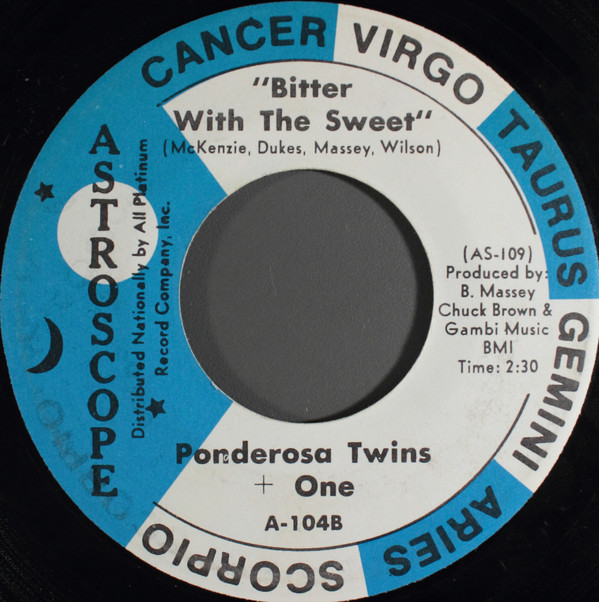 CANCER VIRGO TAURUS GEMINI ARIES SCORPIO
"Bitter
With The Sweet"
(McKenzie, Dukes, Massey, Wilson)
ASTROSCOPE
Distributed Nationally by All Platinum
Record Company, Inc.
(AS-109)
Produced by:
B. Massey
Chuck Brown &
Gambi Music
BMI
Time: 2:30
Ponderosa Twins
+ One
A-104B